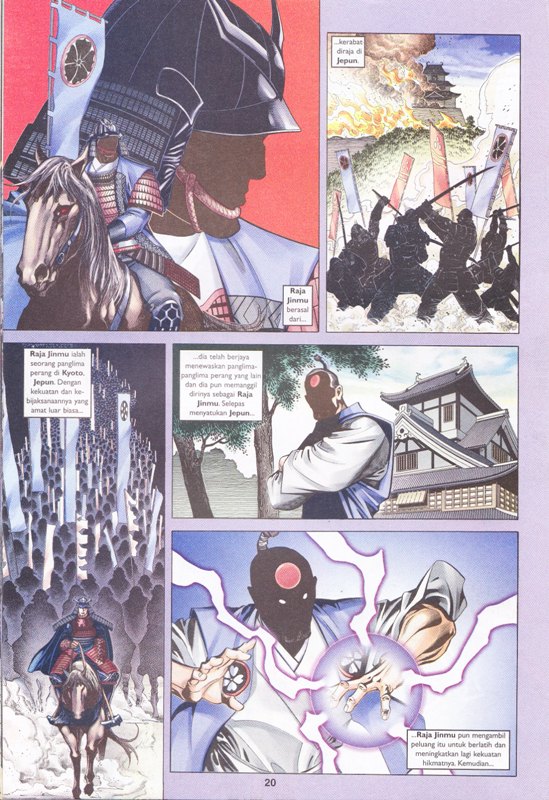 Raja
Jinmu
berasal
dari...
...kerabat
diraja di
Jepun.
Raja Jinmu ialah
seorang panglima
perang di Kyoto,
Jepun. Dengan
kekuatan dan ke-
bijaksanaannya yang
amat luar biasa...
...dia telah berjaya
menewaskan panglima-
panglima perang yang lain
dan dia pun memanggil
dirinya sebagai Raja
Jinmu. Selepas
menyatukan Jepun...
...Raja Jinmu pun mengambil
peluang itu untuk berlatih dan
meningkatkan lagi kekuatan
hikmatnya. Kemudian...
20